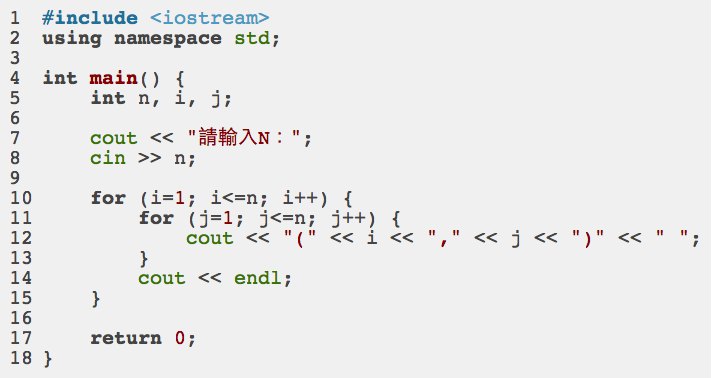 1 #include <iostream>
2 using namespace std;
3
4 int main() {
5     int n, i, j;
6
7     cout << "請輸入N：";
8     cin >> n;
9
10     for (i=1; i<=n; i++) {
11         for (j=1; j<=n; j++) {
12             cout << "(" << i << "," << j << ")" << " ";
13         }
14         cout << endl;
15     }
16
17     return 0;
18 }